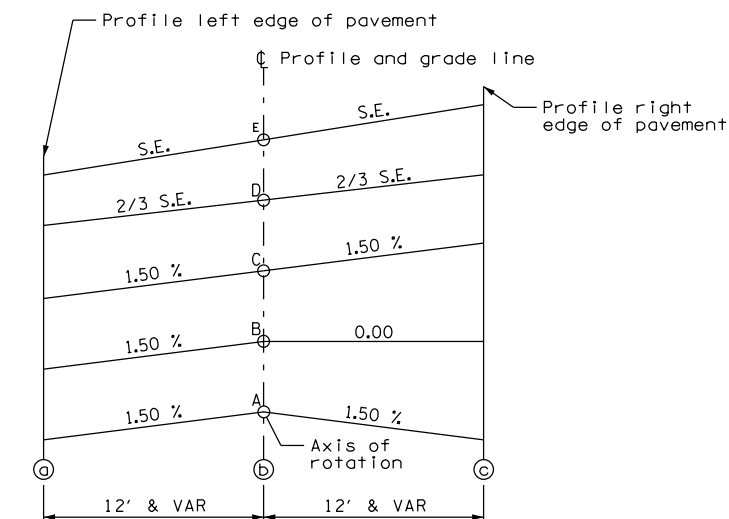 Profile left edge of pavement
℄ Profile and grade line
Profile right
edge of pavement
S.E.
E
S.E.
2/3 S.E.
D
2/3 S.E.
1.50 %
C
1.50 %
1.50 %
B
0.00
1.50 %
A
1.50 %
Axis of
rotation
a
b
c
12' & VAR
12' & VAR